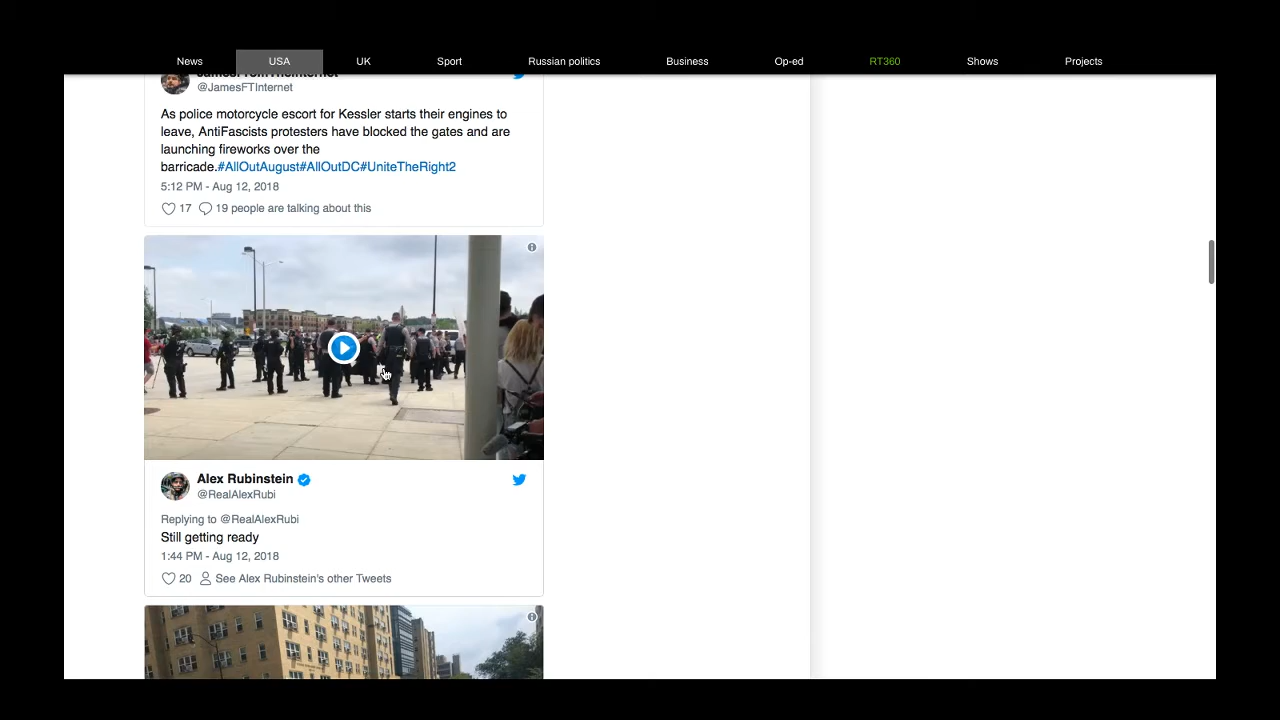 News USA UK Sport Russian politics Business Op-ed RT360 Shows Projects
JamesFromTheInternet
@JamesFTInternet
As police motorcycle escort for Kessler starts their engines to
leave, AntiFascists protesters have blocked the gates and are
launching fireworks over the
barricade.#AllOutAugust#AllOutDC#UniteTheRight2
5:12 PM - Aug 12, 2018
17 19 people are talking about this
Alex Rubinstein
@RealAlexRubi
Replying to @RealAlexRubi
Still getting ready
1:44 PM - Aug 12, 2018
20 See Alex Rubinstein's other Tweets